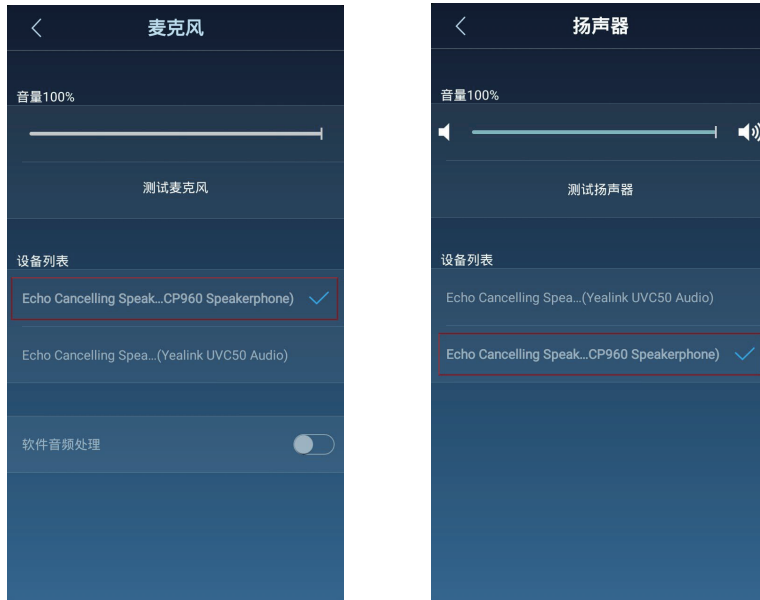 麦克风
音量100%
测试麦克风
设备列表
Echo Cancelling Speak...CP960 Speakerphone)
Echo Cancelling Spea...(Yealink UVC50 Audio)
软件音频处理
扬声器
音量100%
测试扬声器
设备列表
Echo Cancelling Spea...(Yealink UVC50 Audio)
Echo Cancelling Speak...CP960 Speakerphone)